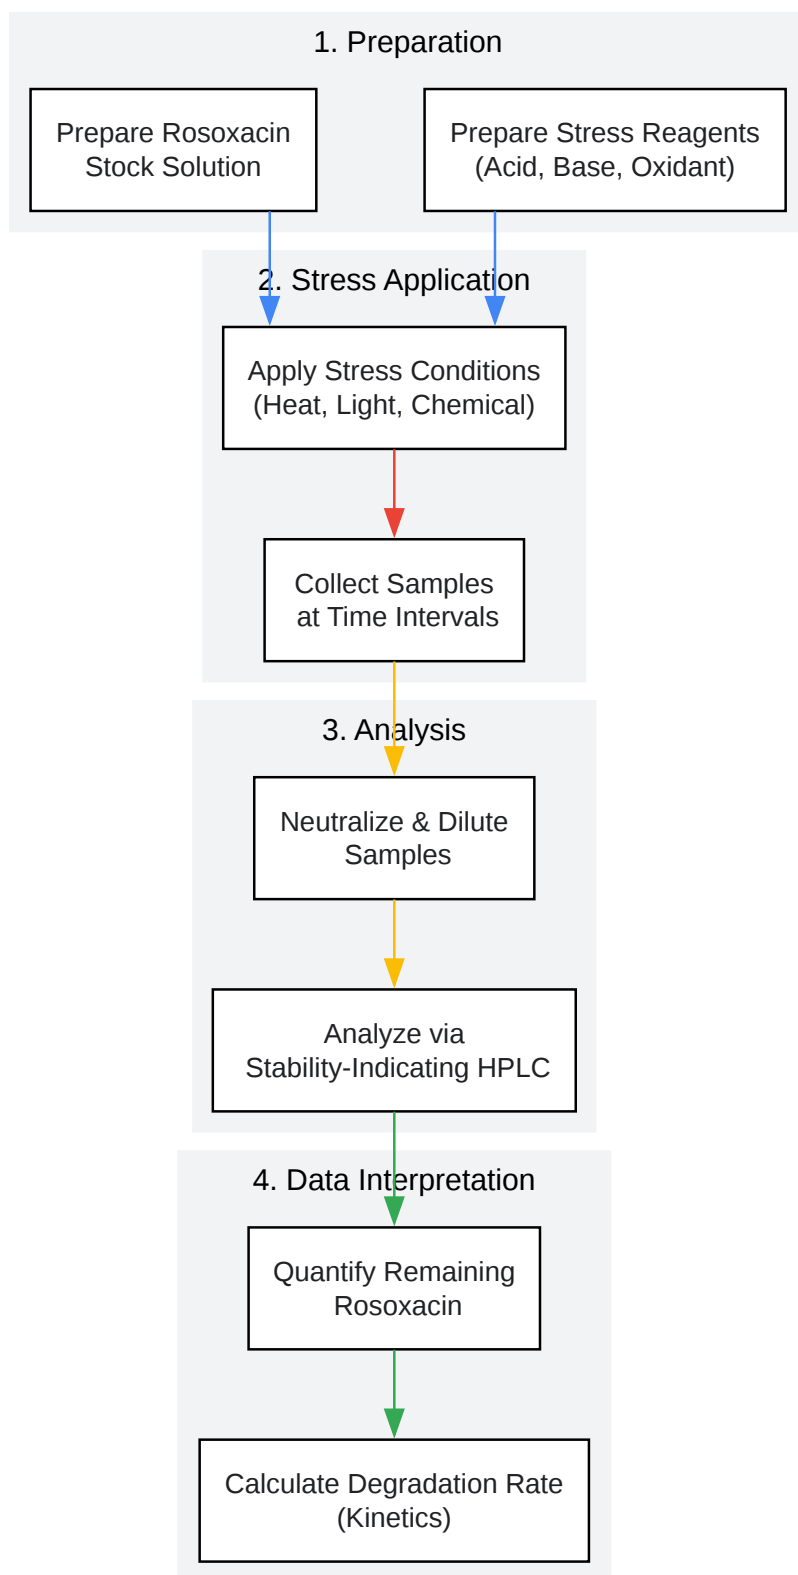 1. Preparation
Prepare Rosoxacin
Stock Solution
Prepare Stress Reagents
(Acid, Base, Oxidant)
2. Stress Application
Apply Stress Conditions
(Heat, Light, Chemical)
Collect Samples
at Time Intervals
3. Analysis
Neutralize & Dilute
Samples
Analyze via
Stability-Indicating HPLC
4. Data Interpretation
Quantify Remaining
Rosoxacin
Calculate Degradation Rate
(Kinetics)